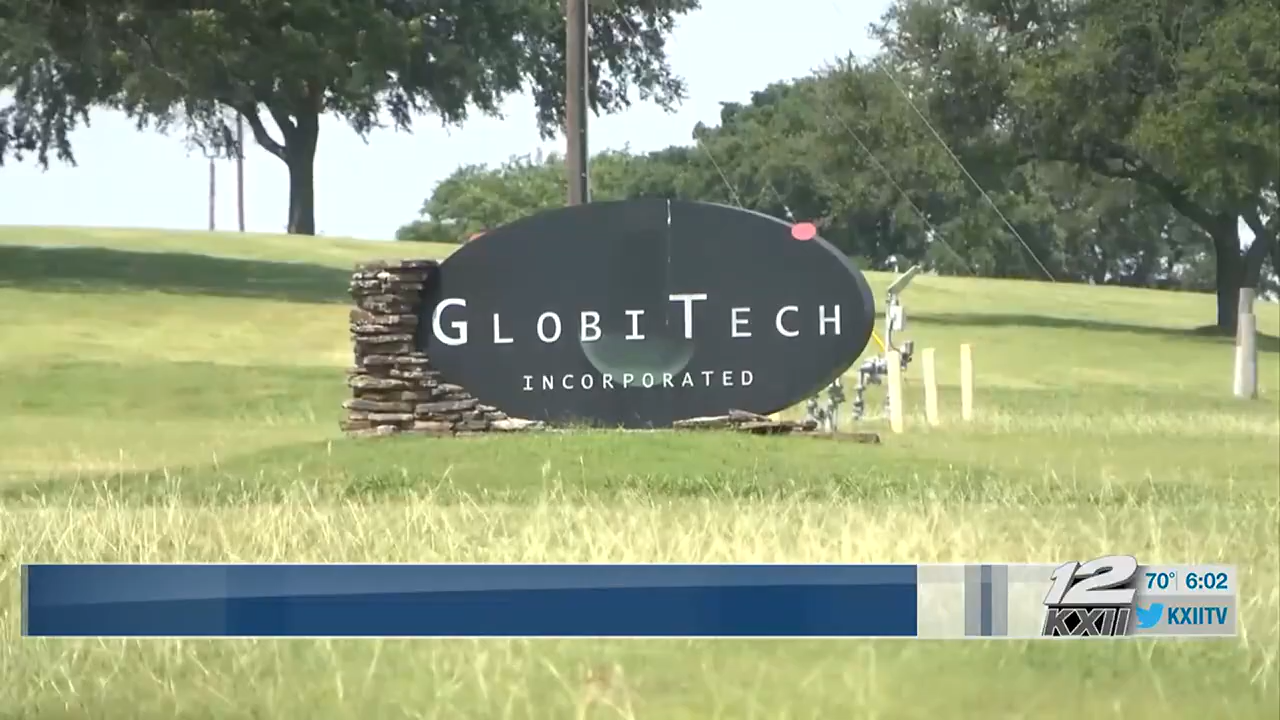 GLOBITECH
INCORPORATED
12
KXII
70° 6:02
KXIITV